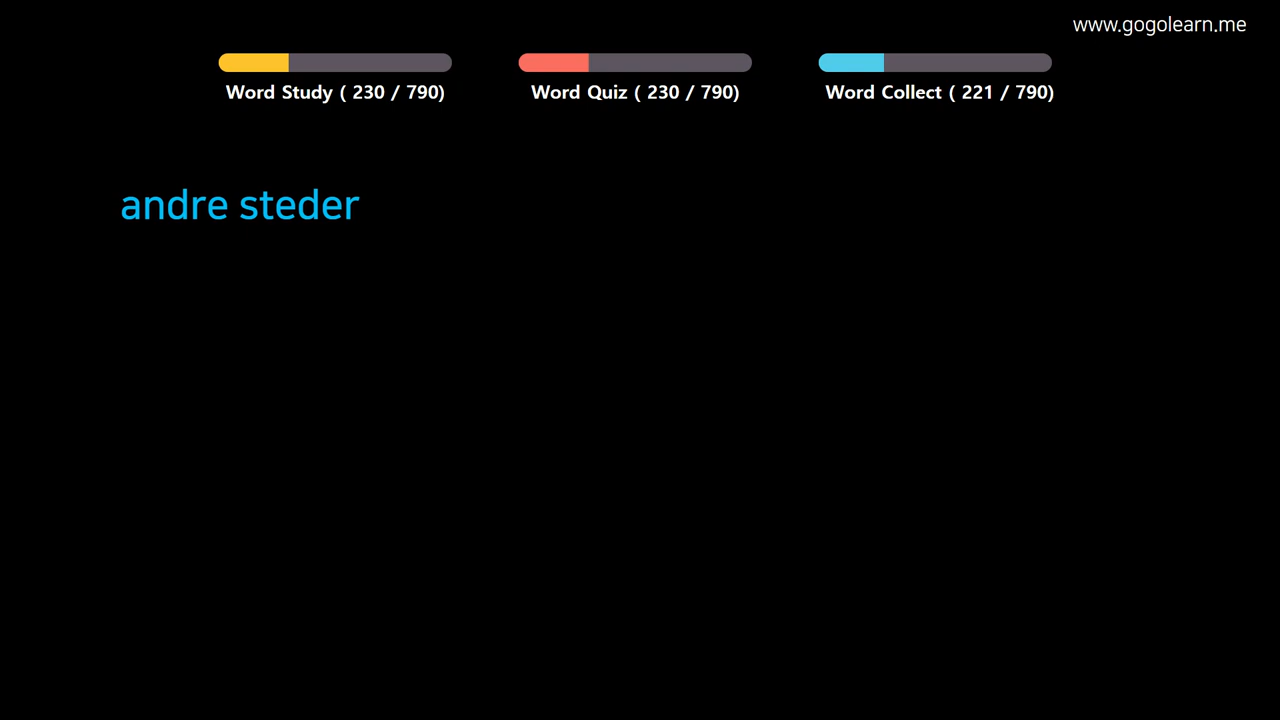 www.gogolearn.me
Word Study ( 230 / 790)
Word Quiz ( 230 / 790)
Word Collect ( 221 / 790)
andre steder